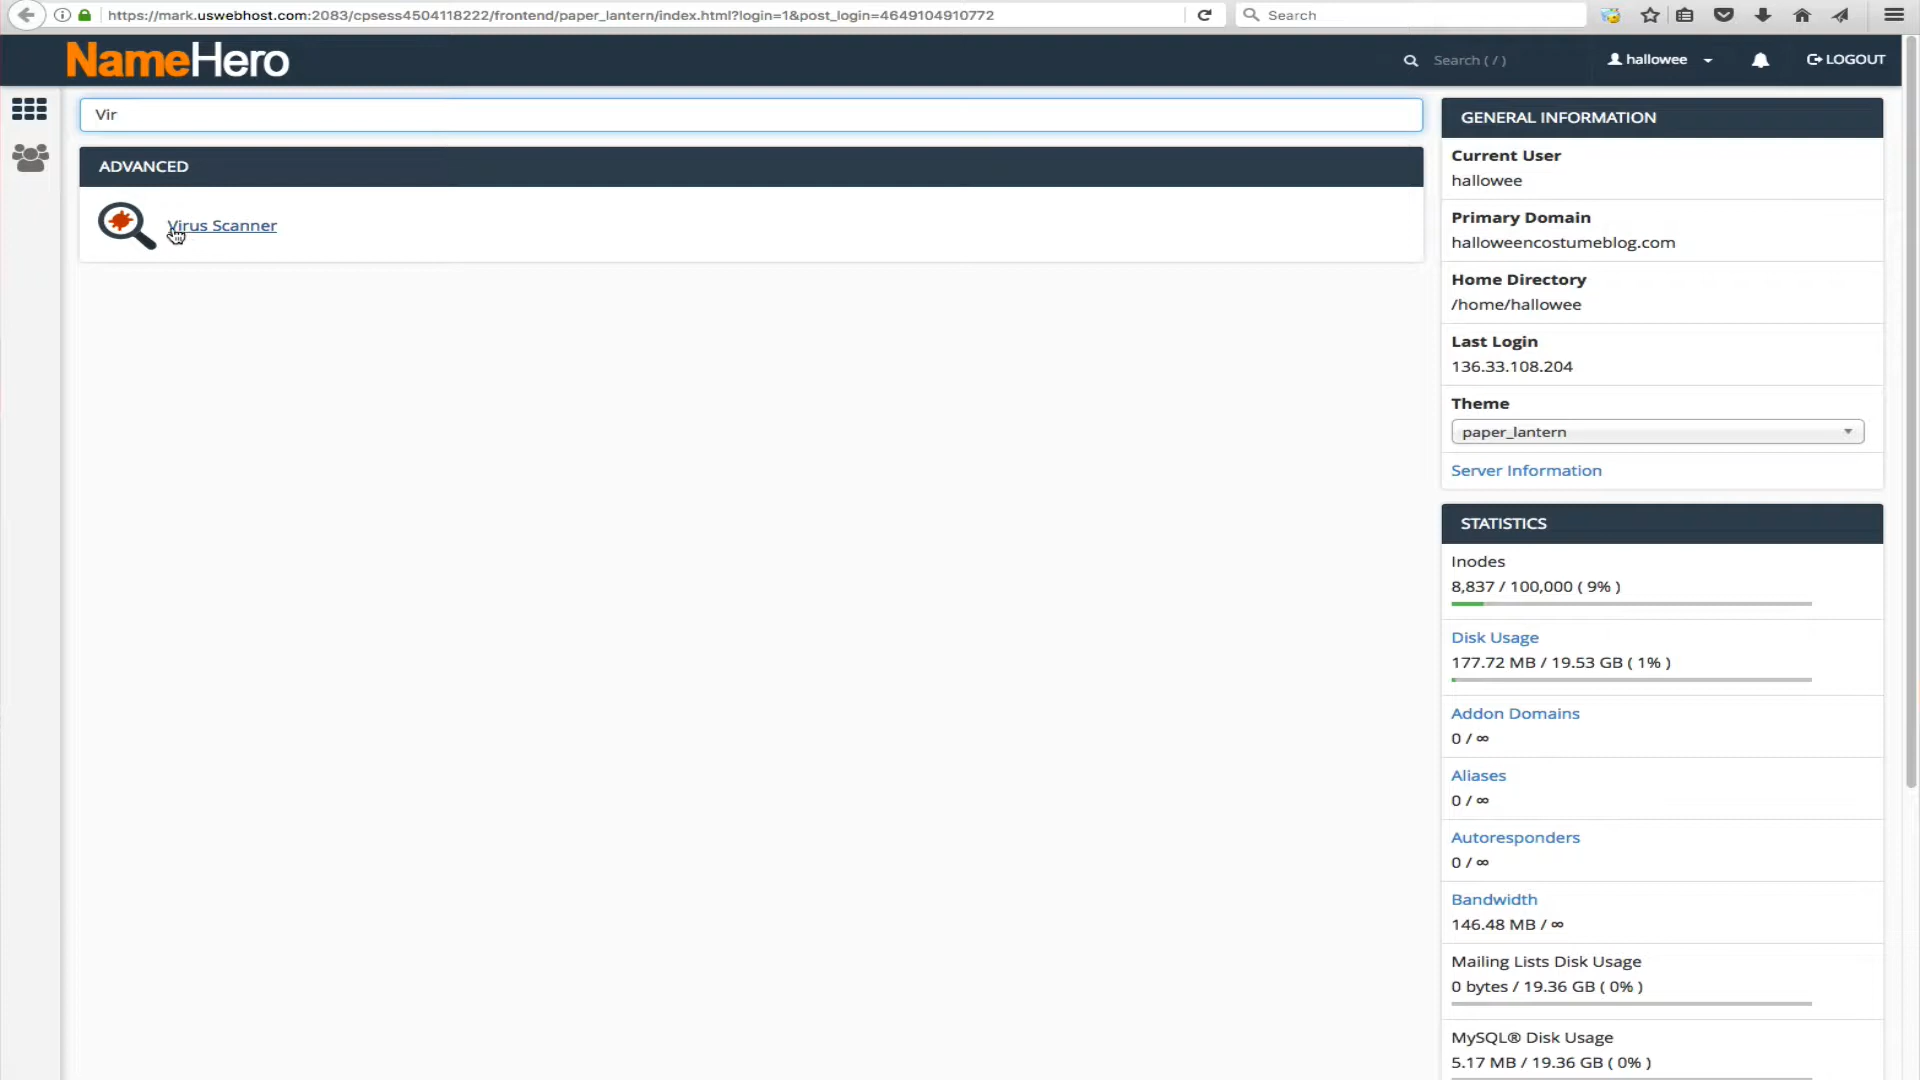 https://mark.uswebhost.com:2083/cpsess4504118222/frontend/paper_lantern/index.html?login=1&post_login=4649104910772
Search
NameHero
Search ( / )
hallowee
LOGOUT
Vir
ADVANCED
Virus Scanner
GENERAL INFORMATION
Current User
hallowee
Primary Domain
halloweencostumeblog.com
Home Directory
/home/hallowee
Last Login
136.33.108.204
Theme
paper_lantern
Server Information
STATISTICS
Inodes
8,837 / 100,000 ( 9% )
Disk Usage
177.72 MB / 19.53 GB ( 1% )
Addon Domains
0 / ∞
Aliases
0 / ∞
Autoresponders
0 / ∞
Bandwidth
146.48 MB / ∞
Mailing Lists Disk Usage
0 bytes / 19.36 GB ( 0% )
MySQL® Disk Usage
5.17 MB / 19.36 GB ( 0% )